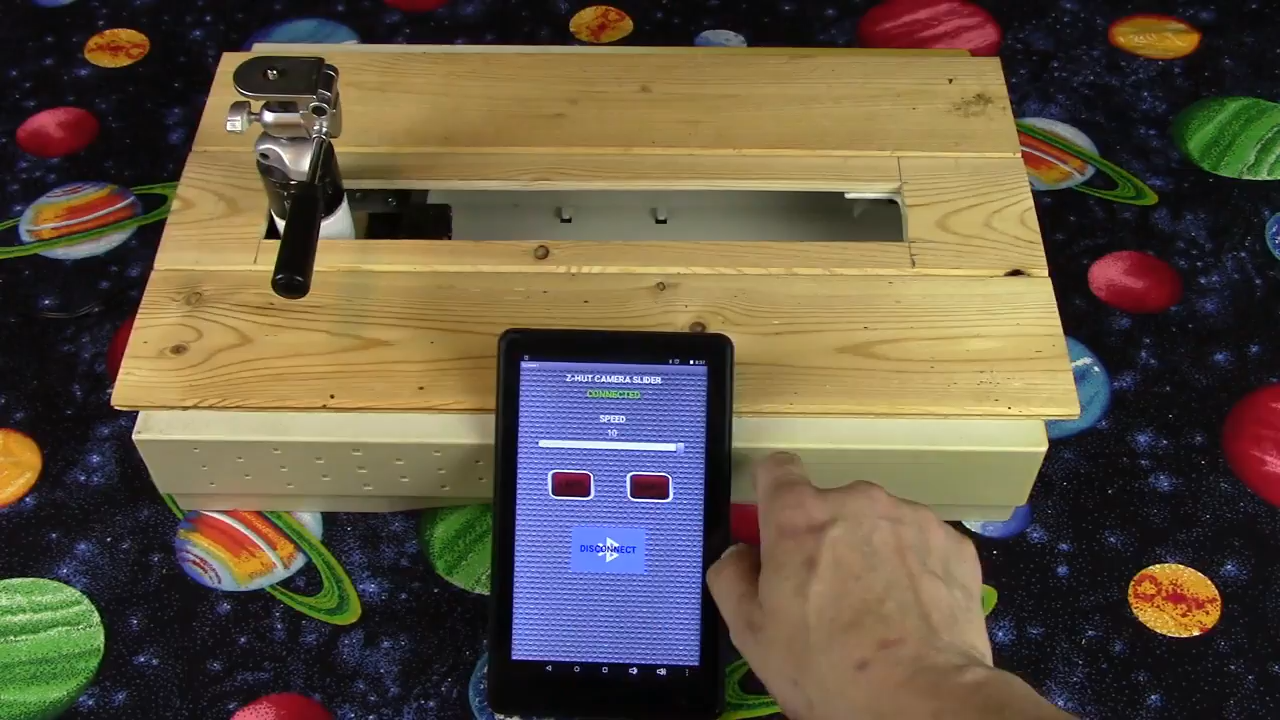 Z-HUT CAMERA SLIDER
CONNECTED
SPEED
10
DISCONNECT